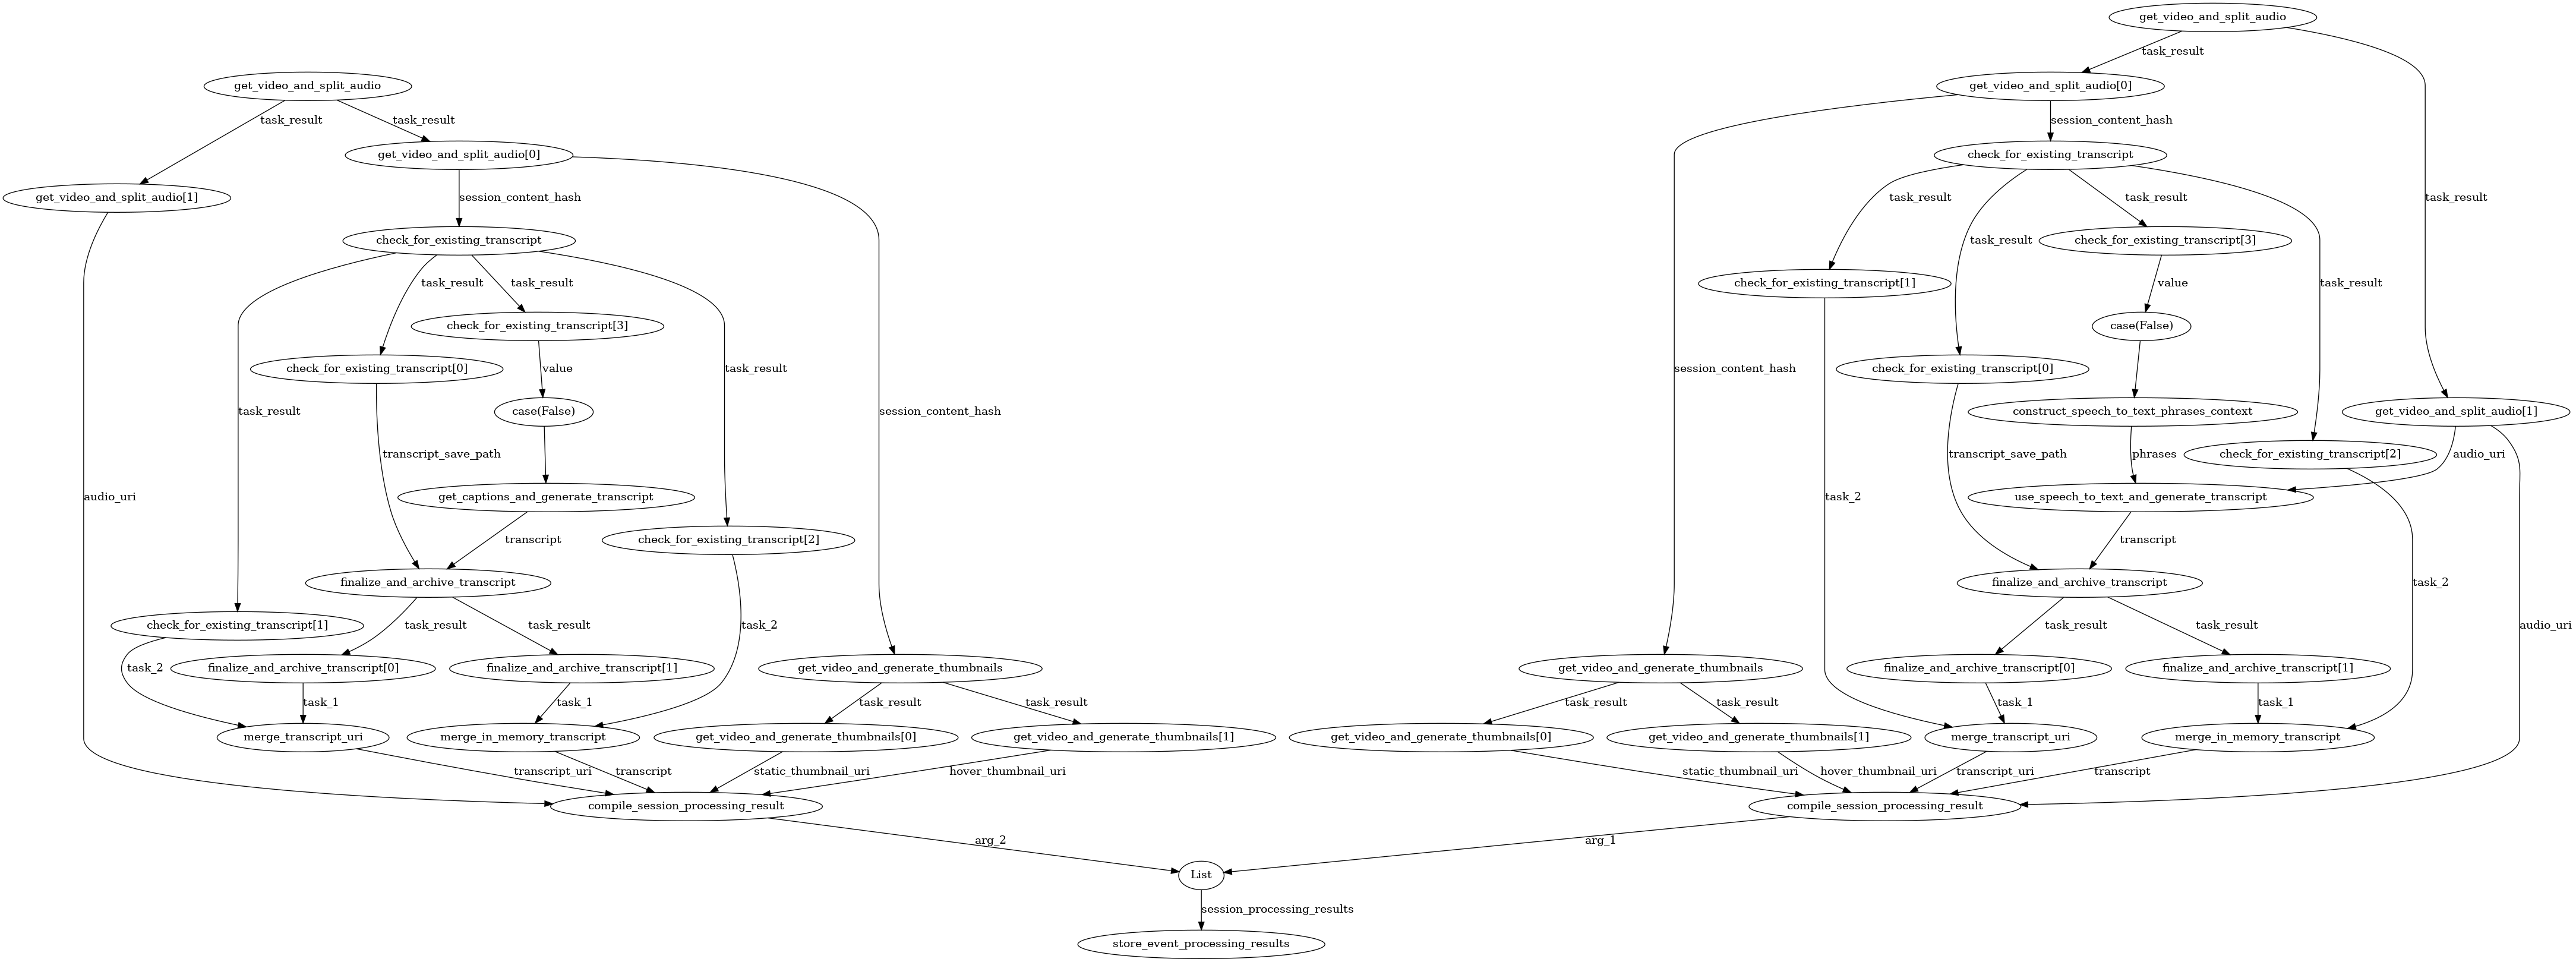 get_video_and_split_audio
task_result
get_video_and_split_audio
get_video_and_split_audio[0]
task_result
task_result
session_content_hash
get_video_and_split_audio[0]
check_for_existing_transcript
get_video_and_split_audio[1]
session_content_hash
task_result
task_result
task_result
check_for_existing_transcript
task_result
check_for_existing_transcript[3]
task_result
task_result
check_for_existing_transcript[1]
value
task_result
check_for_existing_transcript[3]
case(False)
check_for_existing_transcript[0]
value
task_result
session_content_hash
check_for_existing_transcript[0]
task_result
case(False)
session_content_hash
construct_speech_to_text_phrases_context
get_video_and_split_audio[1]
transcript_save_path
transcript_save_path
phrases
check_for_existing_transcript[2]
audio_uri
audio_uri
get_captions_and_generate_transcript
task_2
use_speech_to_text_and_generate_transcript
transcript
check_for_existing_transcript[2]
transcript
finalize_and_archive_transcript
finalize_and_archive_transcript
task_2
check_for_existing_transcript[1]
task_result
task_result
task_2
task_result
task_result
audio_uri
task_2
finalize_and_archive_transcript[0]
finalize_and_archive_transcript[1]
get_video_and_generate_thumbnails
get_video_and_generate_thumbnails
finalize_and_archive_transcript[0]
finalize_and_archive_transcript[1]
task_1
task_1
task_result
task_result
task_result
task_result
task_1
task_1
merge_transcript_uri
merge_in_memory_transcript
get_video_and_generate_thumbnails[0]
get_video_and_generate_thumbnails[1]
get_video_and_generate_thumbnails[0]
get_video_and_generate_thumbnails[1]
merge_transcript_uri
merge_in_memory_transcript
transcript_uri
transcript
static_thumbnail_uri
hover_thumbnail_uri
static_thumbnail_uri
hover_thumbnail_uri
transcript_uri
transcript
compile_session_processing_result
compile_session_processing_result
arg_2
arg_1
List
session_processing_results
store_event_processing_results